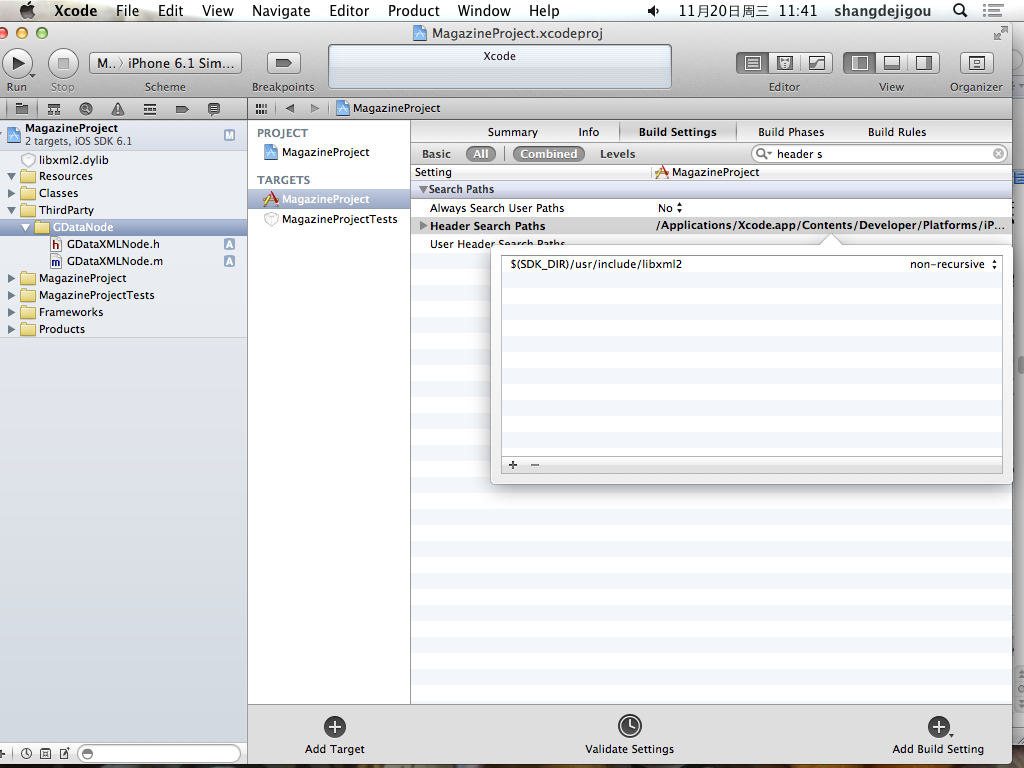 Xcode File Edit View Navigate Editor Product Window Help 11月20日周三 11:41 shangdejigou
MagazineProject.xcodeproj
Run Stop M..〉iPhone 6.1 Sim... Scheme Breakpoints Xcode Editor View Organizer
MagazineProject
MagazineProject M
2 targets, iOS SDK 6.1
libxml2.dylib
Resources
Classes
ThirdParty
GDataNode
h GDataXMLNode.h A
m GDataXMLNode.m A
MagazineProject
MagazineProjectTests
Frameworks
Products
PROJECT
MagazineProject
TARGETS
MagazineProject
MagazineProjectTests
Summary Info Build Settings Build Phases Build Rules
Basic All Combined Levels header s
Setting MagazineProject
Search Paths
Always Search User Paths No
Header Search Paths /Applications/Xcode.app/Contents/Developer/Platforms/iP...
User Header Search Paths
$(SDK_DIR)/usr/include/libxml2 non-recursive
+ −
Add Target Validate Settings Add Build Setting